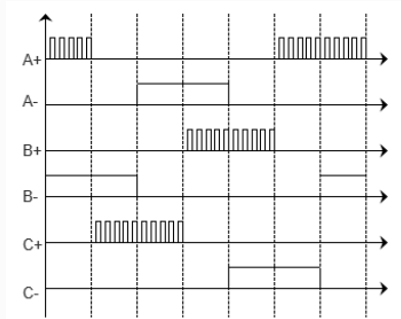 A+
A-
B+
B-
C+
C-